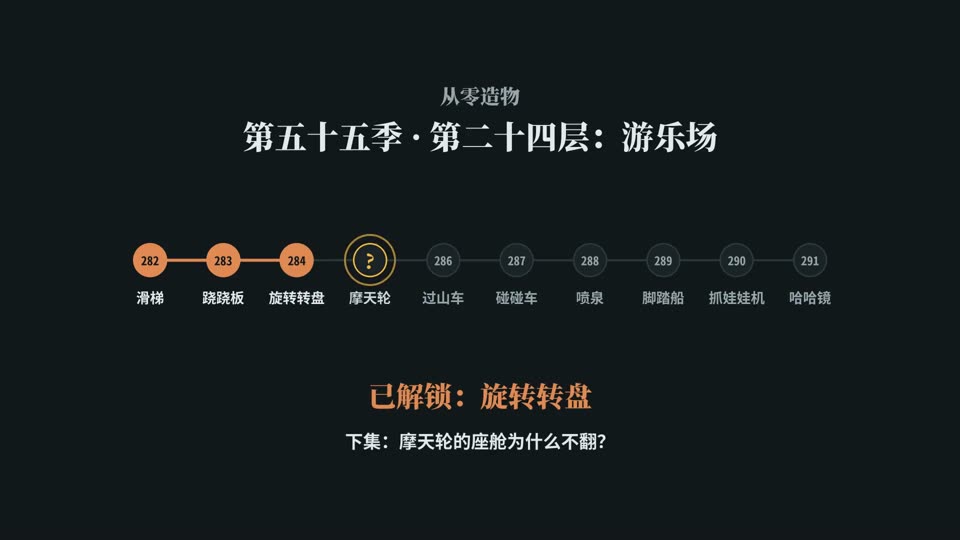 从零造物
第五十五季 · 第二十四层：游乐场
282 283 284 ? 286 287 288 289 290 291
滑梯 跷跷板 旋转转盘 摩天轮 过山车 碰碰车 喷泉 脚踏船 抓娃娃机 哈哈镜
已解锁：旋转转盘
下集：摩天轮的座舱为什么不翻？